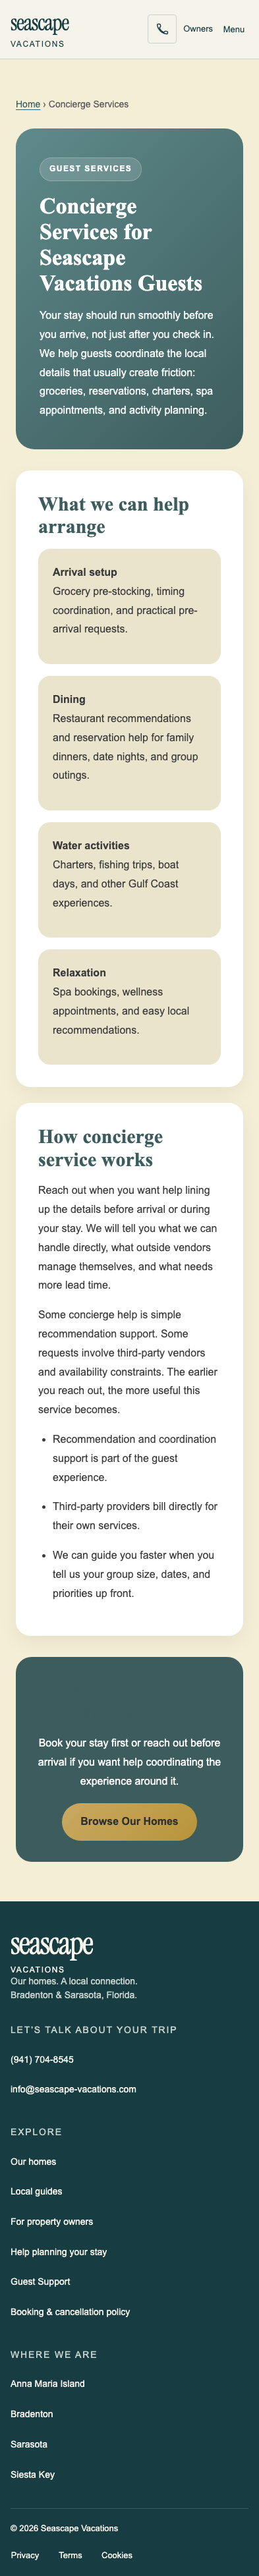 seascape
VACATIONS
Owners
Menu
Home › Concierge Services
GUEST SERVICES
Concierge
Services for
Seascape
Vacations Guests
Your stay should run smoothly before
you arrive, not just after you check in.
We help guests coordinate the local
details that usually create friction:
groceries, reservations, charters, spa
appointments, and activity planning.
What we can help
arrange
Arrival setup
Grocery pre-stocking, timing
coordination, and practical pre-
arrival requests.
Dining
Restaurant recommendations
and reservation help for family
dinners, date nights, and group
outings.
Water activities
Charters, fishing trips, boat
days, and other Gulf Coast
experiences.
Relaxation
Spa bookings, wellness
appointments, and easy local
recommendations.
How concierge
service works
Reach out when you want help lining
up the details before arrival or during
your stay. We will tell you what we can
handle directly, what outside vendors
manage themselves, and what needs
more lead time.
Some concierge help is simple
recommendation support. Some
requests involve third-party vendors
and availability constraints. The earlier
you reach out, the more useful this
service becomes.
• Recommendation and coordination
support is part of the guest
experience.
• Third-party providers bill directly for
their own services.
• We can guide you faster when you
tell us your group size, dates, and
priorities up front.
Book your stay first or reach out before
arrival if you want help coordinating the
experience around it.
Browse Our Homes
seascape
VACATIONS
Our homes. A local connection.
Bradenton & Sarasota, Florida.
LET'S TALK ABOUT YOUR TRIP
(941) 704-8545
info@seascape-vacations.com
EXPLORE
Our homes
Local guides
For property owners
Help planning your stay
Guest Support
Booking & cancellation policy
WHERE WE ARE
Anna Maria Island
Bradenton
Sarasota
Siesta Key
© 2026 Seascape Vacations
Privacy Terms Cookies